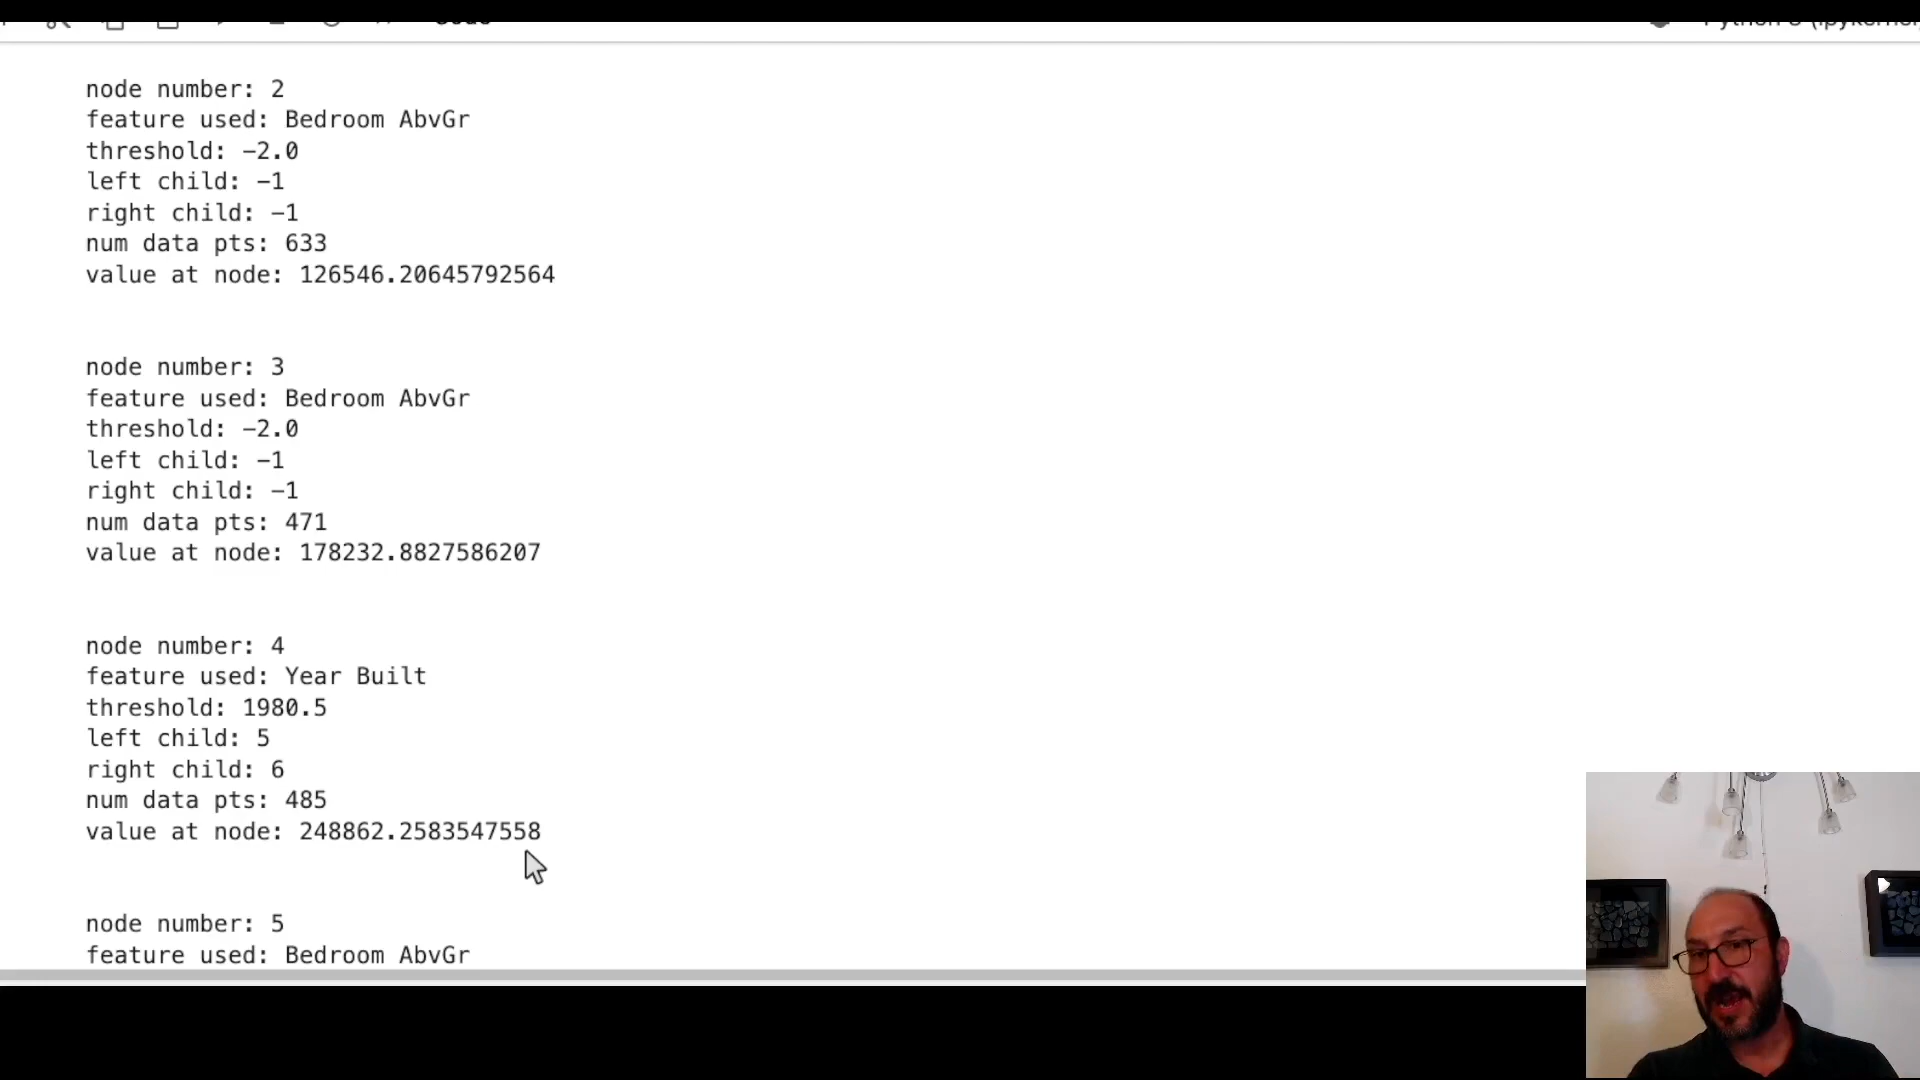 node number: 2
feature used: Bedroom AbvGr
threshold: -2.0
left child: -1
right child: -1
num data pts: 633
value at node: 126546.20645792564
node number: 3
feature used: Bedroom AbvGr
threshold: -2.0
left child: -1
right child: -1
num data pts: 471
value at node: 178232.8827586207
node number: 4
feature used: Year Built
threshold: 1980.5
left child: 5
right child: 6
num data pts: 485
value at node: 248862.2583547558
node number: 5
feature used: Bedroom AbvGr